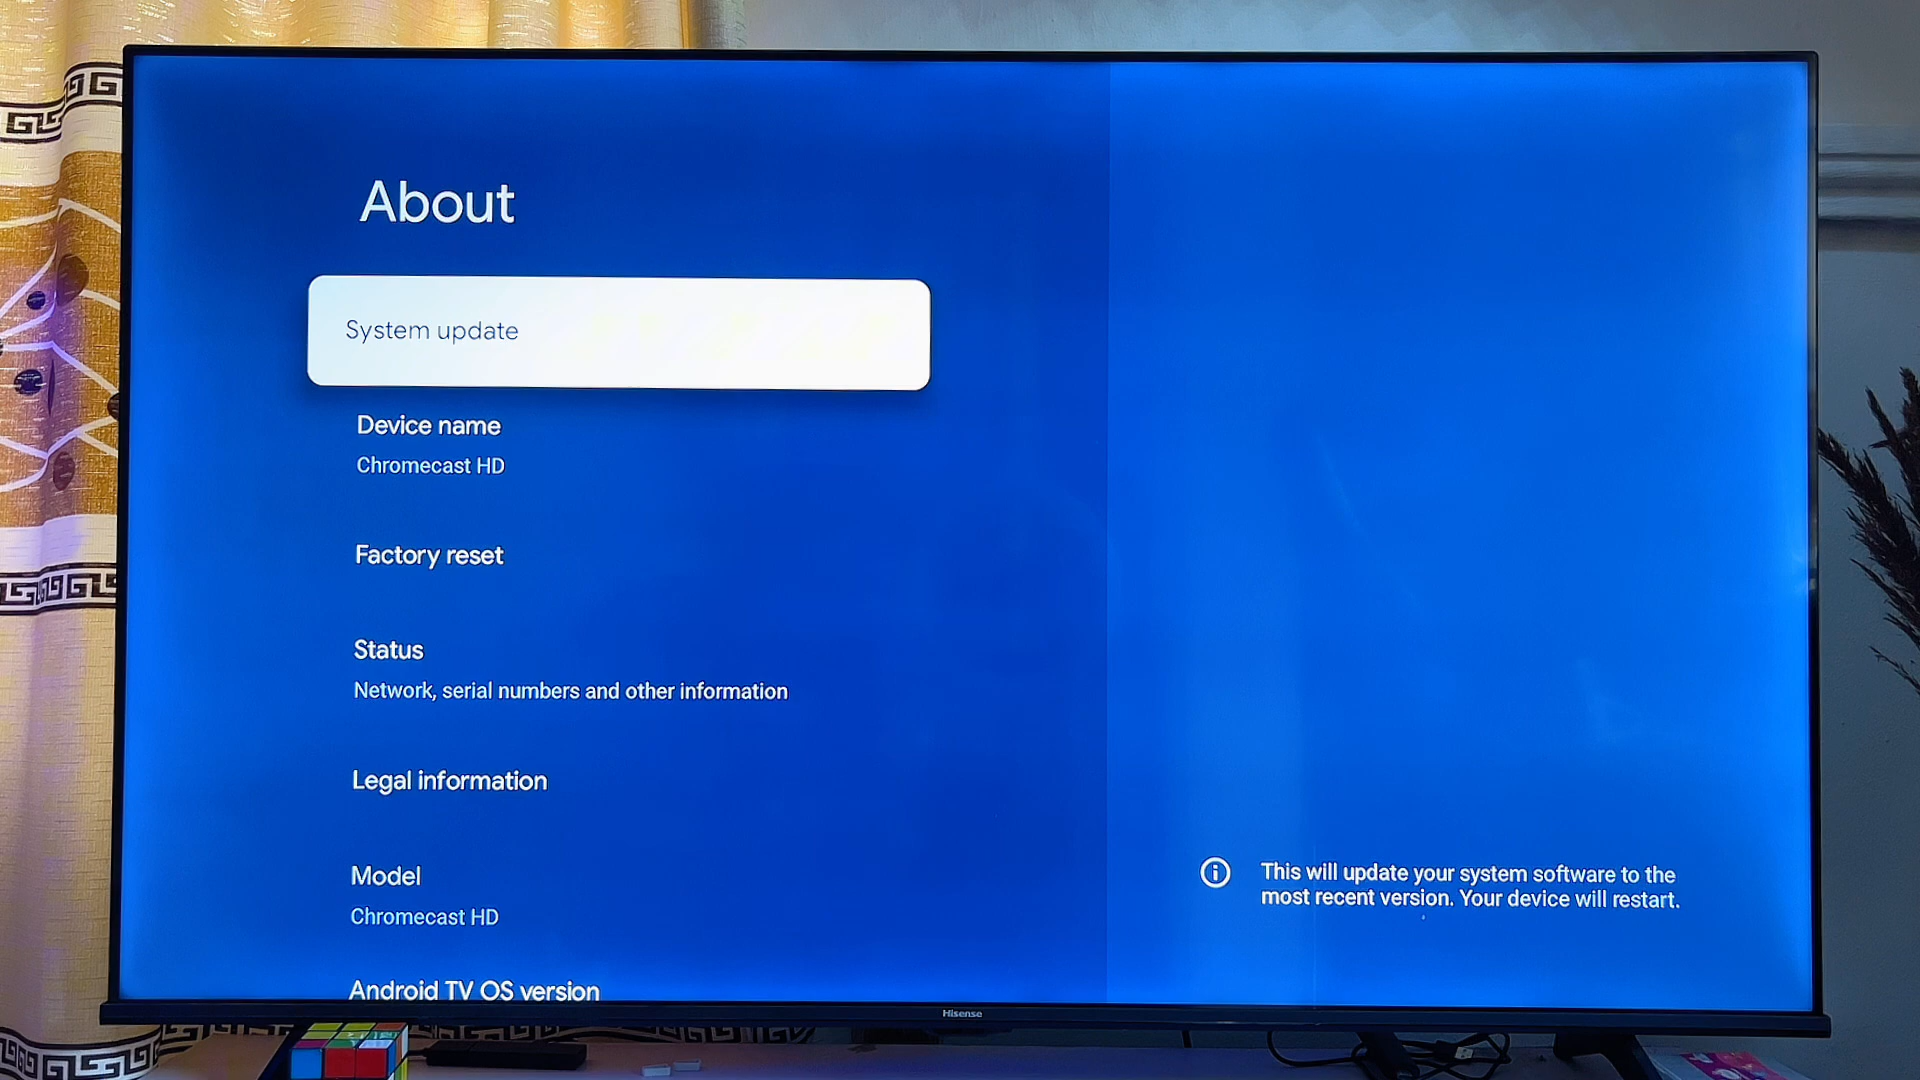 About
System update
Device name
Chromecast HD
Factory reset
Status
Network, serial numbers and other information
Legal information
Model
Chromecast HD
Android TV OS version
This will update your system software to the
most recent version. Your device will restart.
Hisense